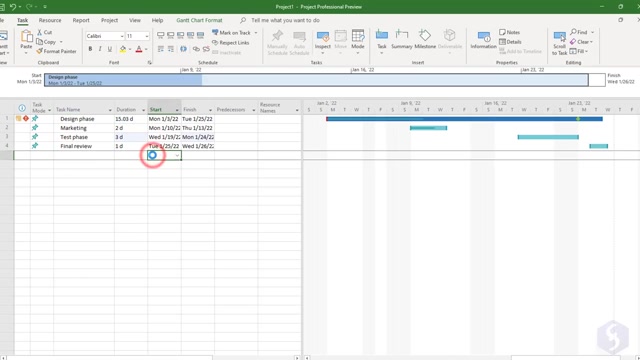 Project1 - Project Professional Preview
Task Resource Report Project View Help Gantt Chart Format Tell me what you want to do
Cut
Copy
Format Painter
Paste
Clipboard
Calibri 11
B I U A
Font
Schedule
Mark on Track
Respect Links
Manually Schedule
Auto Schedule
Inspect Move Mode
Tasks
Task Summary Milestone Deliverable
Insert
Information
Notes
Details
Add to Timeline
Properties
Scroll to Task
Find
Clear
Fill
Editing
Jan 9, '22 Jan 16, '22 Jan 23, '22
Start
Mon 1/3/22
Design phase
Mon 1/3/22 - Tue 1/25/22
Finish
Wed 1/26/22
Task Mode Task Name Duration Start Finish Predecessors Resource Names
Jan 2, '22 Jan 9, '22 Jan 16, '22 Jan 23, '22
1 Design phase 15.03 d Mon 1/3/22 Tue 1/25/22
2 Marketing 2 d Mon 1/10/22 Thu 1/13/22
3 Test phase 3 d Wed 1/19/22 Mon 1/24/22
4 Final review 1 d Tue 1/25/22 Wed 1/26/22